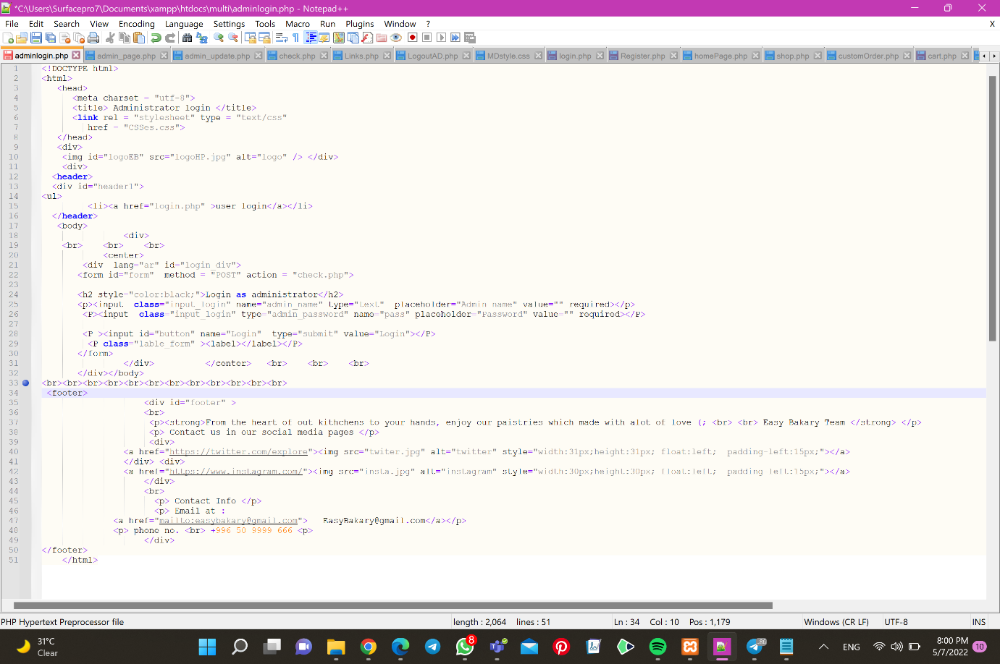 *C:\Users\Surfacepro7\Documents\xampp\htdocs\multi\adminlogin.php - Notepad++
File Edit Search View Encoding Language Settings Tools Macro Run Plugins Window ? X
adminlogin.php admin_page.php admin_update.php check.php Links.php LogoutAD.php MDstyle.css login.php Register.php homePage.php shop.php customOrder.php cart.php
1 <!DOCTYPE html>
2 <html>
3 <head>
4 <meta charset = "utf-8">
5 <title> Administrator login </title>
6 <link rel = "stylesheet" type = "text/css"
7 href = "CSSes.css">
8 </head>
9 <div>
10 <img id="logoEB" src="logoHP.jpg" alt="logo" /> </div>
11 <div>
12 <header>
13 <div id="header1">
14 <ul>
15 <li><a href="login.php" >user login</a></li>
16 </header>
17 <body>
18 <div>
19 <br> <br> <br>
20 <center>
21 <div lang="ar" id="login_div">
22 <form id="form" method = "POST" action = "check.php">
23
24 <h2 style="color:black;">Login as administrator</h2>
25 <p><input class="input_login" name="admin_name" type="text" placeholder="Admin name" value="" required></p>
26 <P><input class="input_login" type="admin_password" name="pass" placeholder="Password" value="" required></P>
27
28 <P ><input id="button" name="Login" type="submit" value="Login"></P>
29 <P class="lable_form" ><label></label></P>
30 </form>
31 </div> </center> <br> <br> <br>
32 </div></body>
33 <br><br><br><br><br><br><br><br><br><br><br><br>
34 <footer>
35 <div id="footer" >
36 <br>
37 <p><strong>From the heart of out kithchens to your hands, enjoy our paistries which made with alot of love (; <br> <br> Easy Bakary Team </strong> </p>
38 <p> Contact us in our social media pages </p>
39 <div>
40 <a href="https://twitter.com/explore"><img src="twiter.jpg" alt="twitter" style="width:31px;height:31px; float:left; padding-left:15px;"></a>
41 </div> <div>
42 <a href="https://www.instagram.com/"><img src="insta.jpg" alt="instagram" style="width:30px;height:30px; float:left; padding-left:15px;"></a>
43 </div>
44 <br>
45 <p> Contact Info </p>
46 <p> Email at :
47 <a href="mailto:easybakary@gmail.com"> EasyBakary@gmail.com</a></p>
48 <p> phone no. <br> +996 50 9999 666 <p>
49 </div>
50 </footer>
51 </html>
PHP Hypertext Preprocessor file length : 2,064 lines : 51 Ln : 34 Col : 10 Pos : 1,179 Windows (CR LF) UTF-8 INS
31°C
Clear
8
86
ENG
8:00 PM
5/7/2022
10